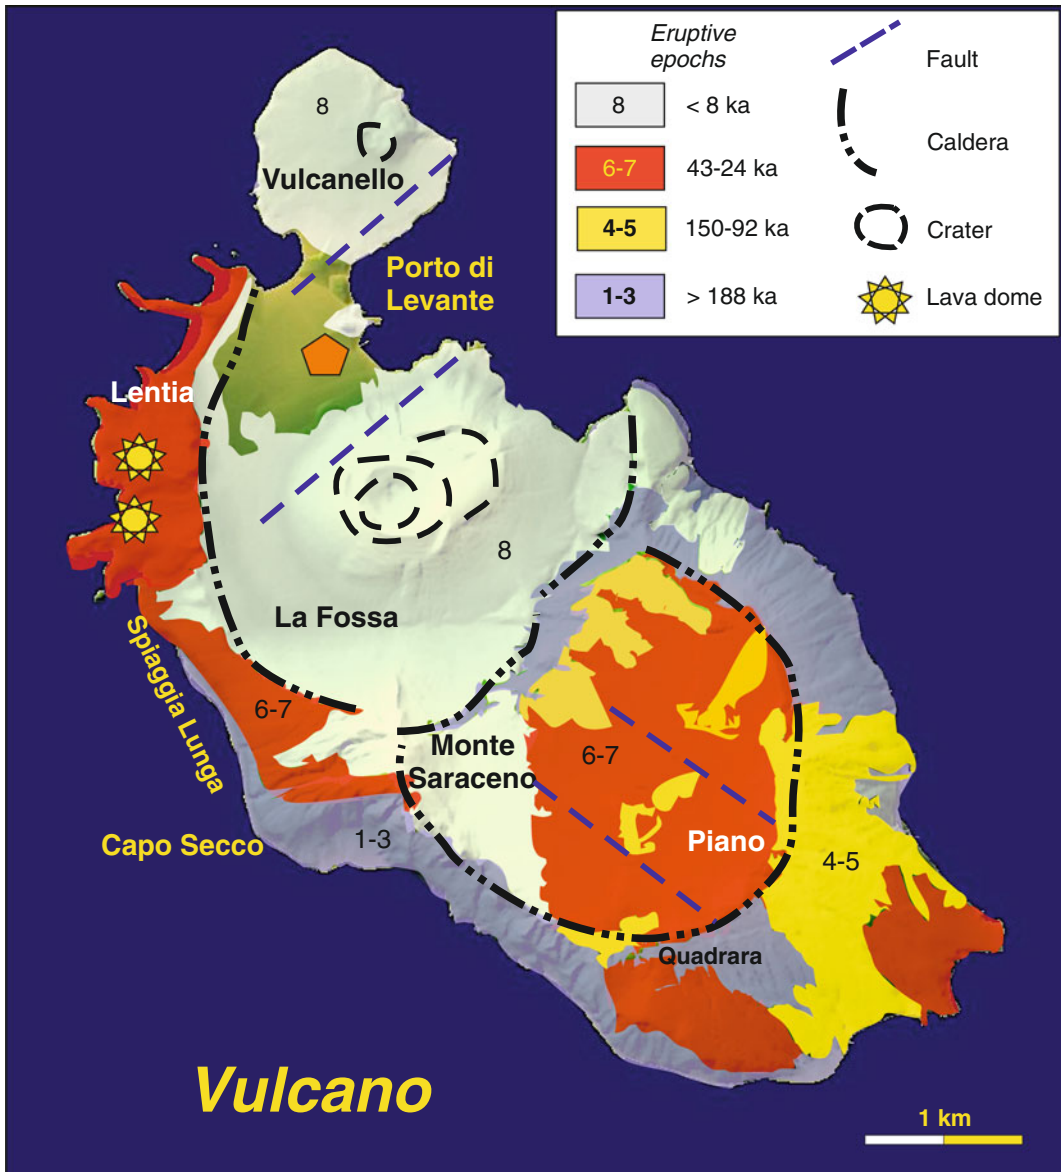 Eruptive
epochs
8
< 8 ka
6-7
43-24 ka
4-5
150-92 ka
1-3
> 188 ka
Fault
Caldera
Crater
Lava dome
8
Vulcanello
Porto di
Levante
Lentia
8
La Fossa
Spiaggia Lunga
6-7
Monte
Saraceno
6-7
Capo Secco
1-3
Piano
4-5
Quadrara
Vulcano
1 km